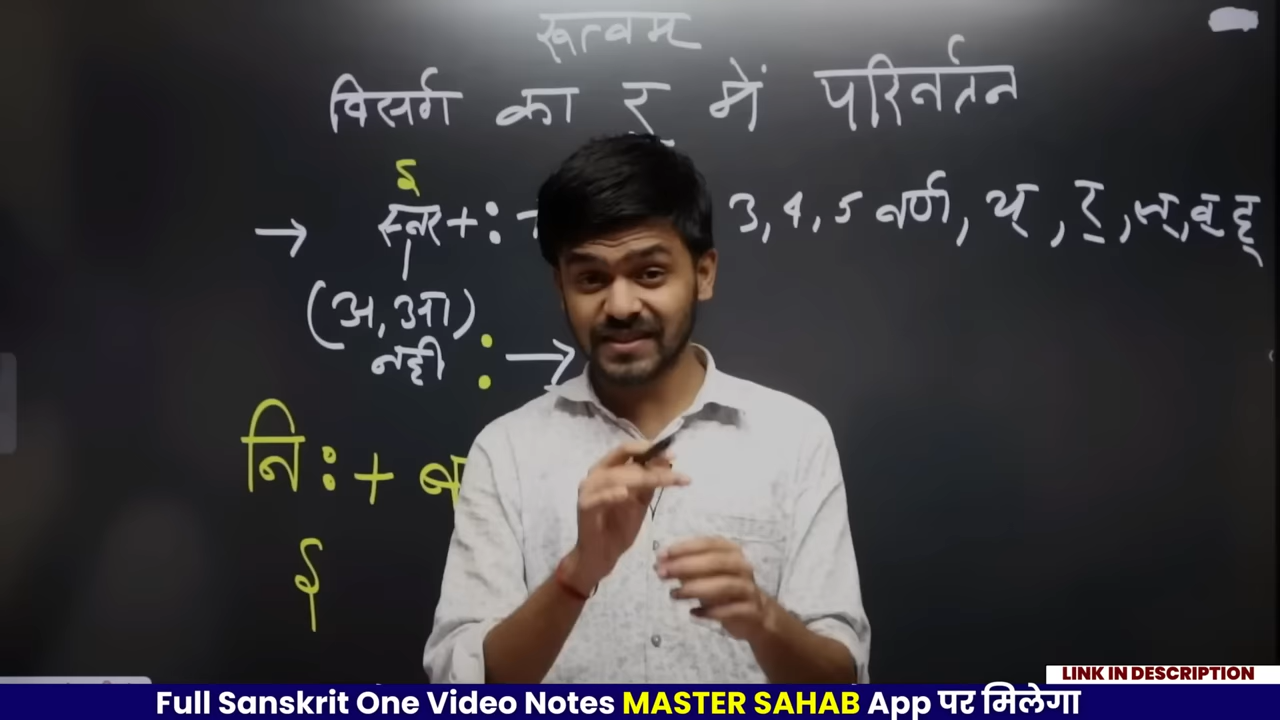 रूत्वम
विसर्ग का र् में परिवर्तन
इ
→ स्वर + : + 3, 4, 5 वर्ण, य्, र्, ल्, व् ह्
(अ, आ)
नहीं : →
नि : + ब
इ
LINK IN DESCRIPTION
Full Sanskrit One Video Notes MASTER SAHAB App पर मिलेगा